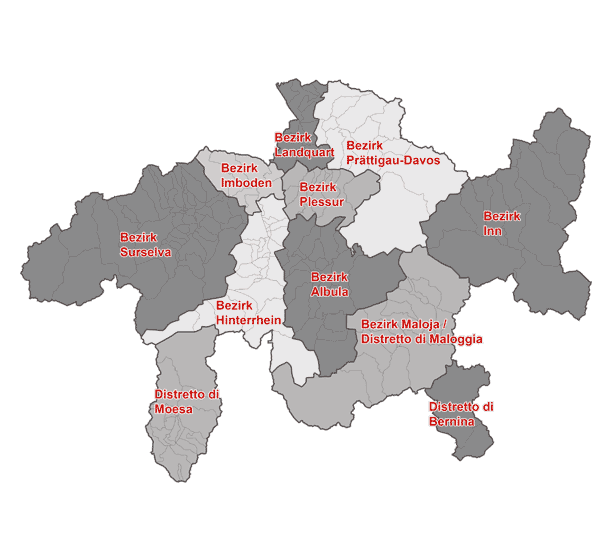 Bezirk
Landquart
Bezirk
Prättigau-Davos
Bezirk
Imboden
Bezirk
Plessur
Bezirk
Inn
Bezirk
Surselva
Bezirk
Albula
Bezirk
Hinterrhein
Bezirk Maloja /
Distretto di Maloggia
Distretto di
Moesa
Distretto di
Bernina